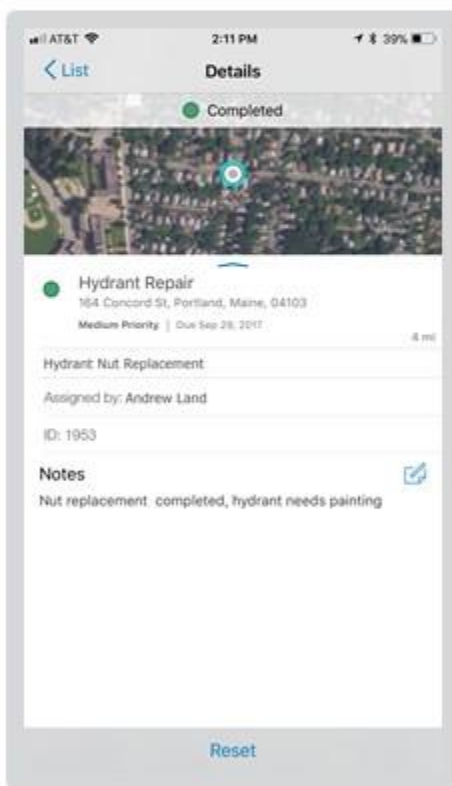 AT&T 2:11 PM 39%
List Details
Completed
Hydrant Repair
164 Concord St, Portland, Maine, 04103
Medium Priority | Due Sep 29, 2017
4 mi
Hydrant Nut Replacement
Assigned by: Andrew Land
ID: 1953
Notes
Nut replacement completed, hydrant needs painting
Reset